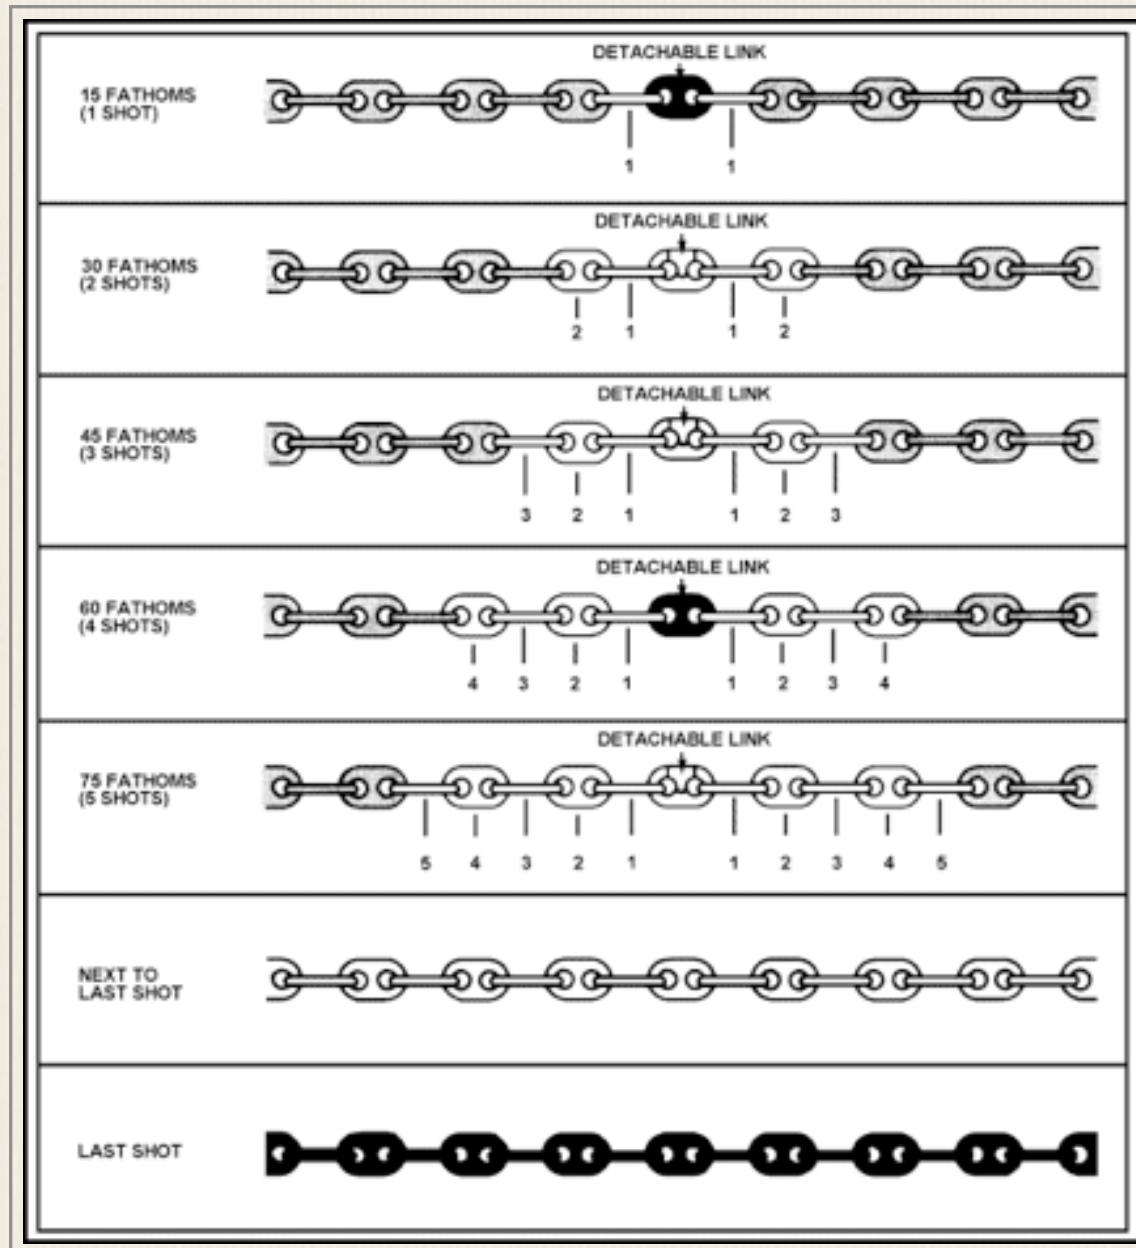 DETACHABLE LINK
15 FATHOMS
(1 SHOT)
1 1
DETACHABLE LINK
30 FATHOMS
(2 SHOTS)
2 1 1 2
DETACHABLE LINK
45 FATHOMS
(3 SHOTS)
3 2 1 1 2 3
DETACHABLE LINK
60 FATHOMS
(4 SHOTS)
4 3 2 1 1 2 3 4
DETACHABLE LINK
75 FATHOMS
(5 SHOTS)
5 4 3 2 1 1 2 3 4 5
NEXT TO
LAST SHOT
LAST SHOT